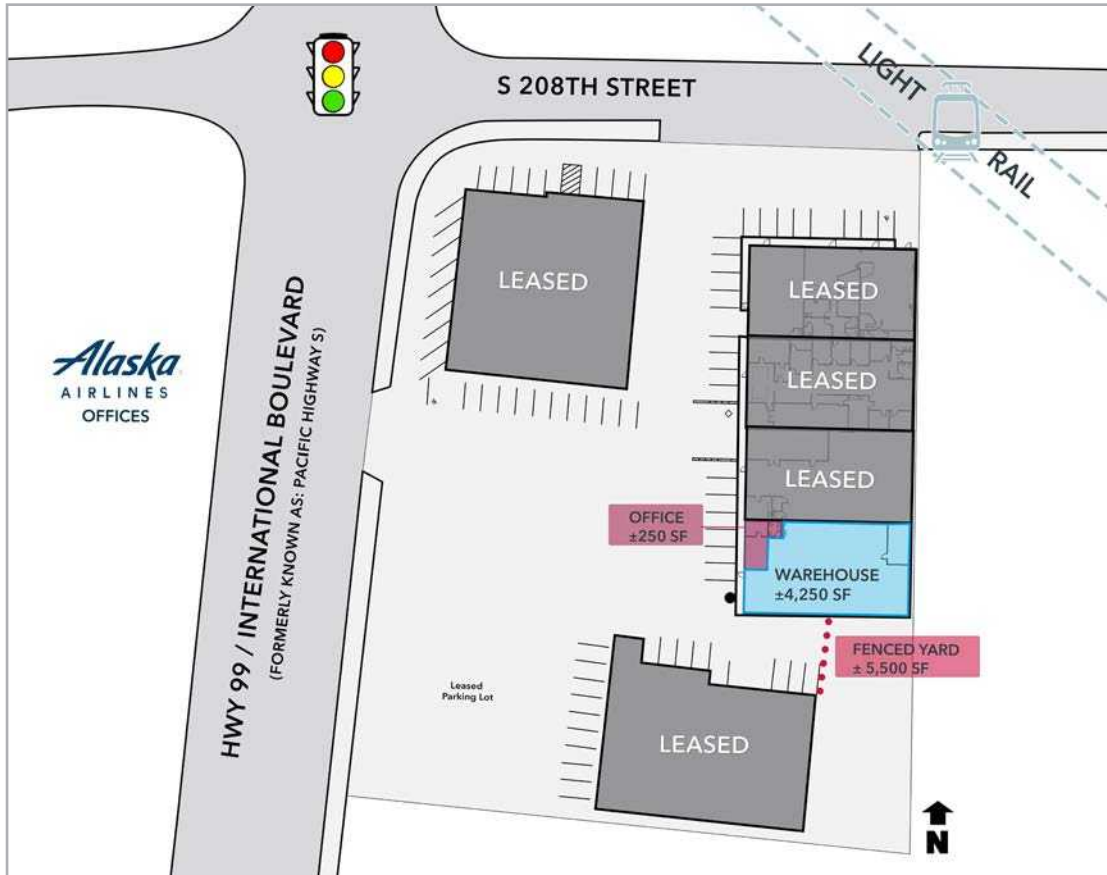 S 208TH STREET
LIGHT
RAIL
LEASED
LEASED
LEASED
LEASED
Alaska
AIRLINES
OFFICES
HWY 99 / INTERNATIONAL BOULEVARD
(FORMERLY KNOWN AS: PACIFIC HIGHWAY S)
OFFICE
±250 SF
WAREHOUSE
±4,250 SF
FENCED YARD
± 5,500 SF
Leased
Parking Lot
LEASED
N